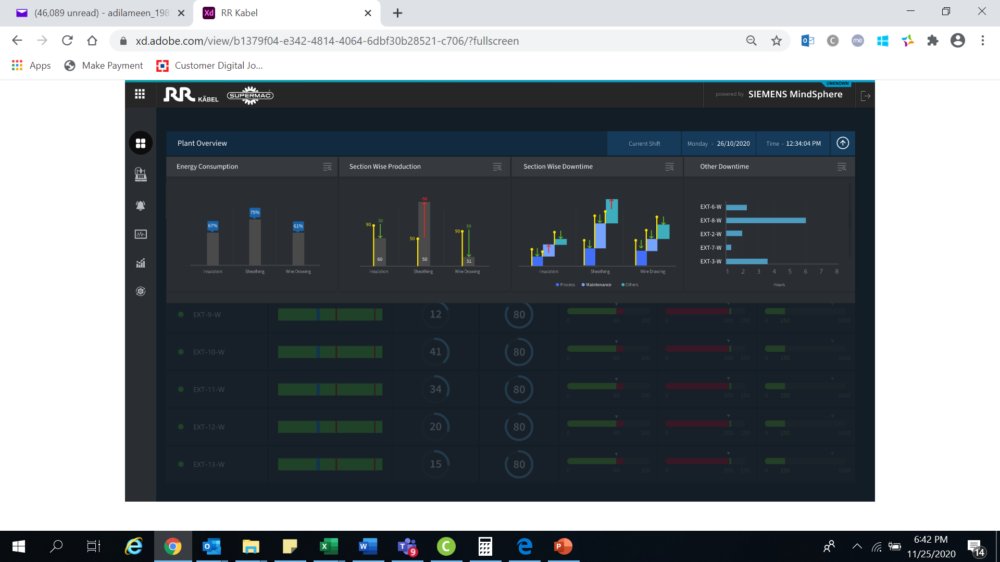 (46,089 unread) - adilameen_198
Xd RR Kabel
xd.adobe.com/view/b1379f04-e342-4814-4064-6dbf30b28521-c706/?fullscreen
Apps Make Payment Customer Digital Jo...
UNKNOWN
RR KĀBEL SUPERMAC powered by SIEMENS MindSphere
Plant Overview Current Shift Monday - 26/10/2020 Time - 12:34:04 PM
Energy Consumption Section Wise Production Section Wise Downtime Other Downtime
67% 75% 61%
Insulation Sheathing Wire Drawing
90 30 60 50 -50 50 90 59 31
Insulation Sheathing Wire Drawing
Insulation Sheathing Wire Drawing
Process Maintenance Others
EXT-6-W
EXT-8-W
EXT-2-W
EXT-7-W
EXT-3-W
1 2 3 4 5 6 7 8
Hours
EXT-9-W 12 80 0 60 200 0 200 250 0 250 1000
EXT-10-W 41 80 0 60 200 0 200 250 0 250 1000
EXT-11-W 34 80 0 60 200 0 200 250 0 250 1000
EXT-12-W 20 80 0 60 200 0 200 250 0 250 1000
EXT-13-W 15 80 0 60 200 0 200 250 0 250 1000
6:42 PM
11/25/2020
9
14